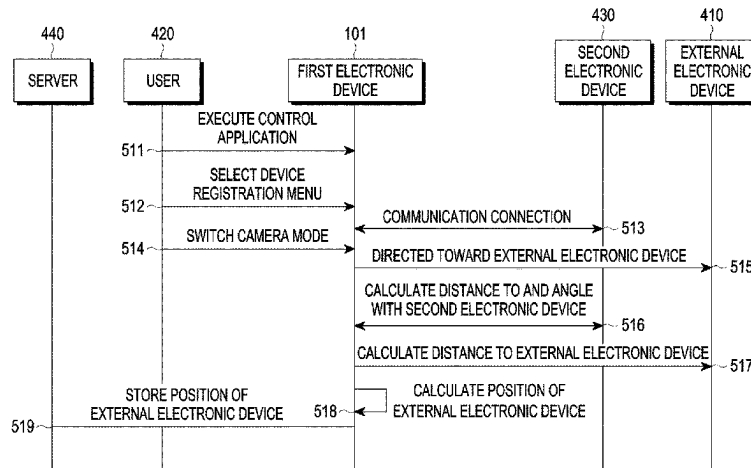 440
420
101
430
410
SERVER
USER
FIRST ELECTRONIC
DEVICE
SECOND
ELECTRONIC
DEVICE
EXTERNAL
ELECTRONIC
DEVICE
EXECUTE CONTROL
APPLICATION
511
SELECT DEVICE
REGISTRATION MENU
512
COMMUNICATION CONNECTION
513
SWITCH CAMERA MODE
514
DIRECTED TOWARD EXTERNAL ELECTRONIC DEVICE
515
CALCULATE DISTANCE TO AND ANGLE
WITH SECOND ELECTRONIC DEVICE
516
CALCULATE DISTANCE TO EXTERNAL ELECTRONIC DEVICE
517
CALCULATE POSITION OF
EXTERNAL ELECTRONIC DEVICE
518
STORE POSITION OF
EXTERNAL ELECTRONIC DEVICE
519